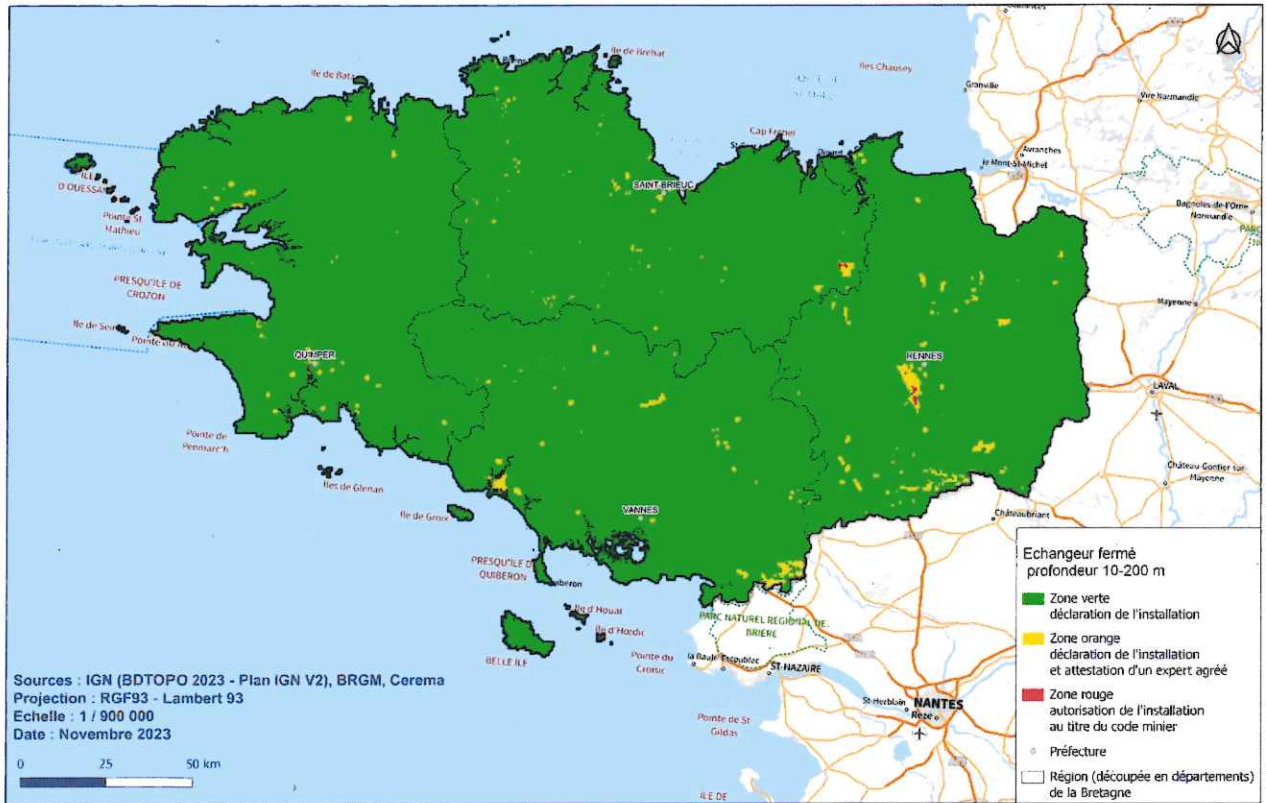 Ile de Brehat
Ile de Batz
Iles Chausey
Granville
Vire Normandie
Cap Frehel
Avranches
le Mont-St-Michel
ILE
D'OUESSANT
SAINT BRIEUC
Bagnoles-de-l'Orne
Normandie
Pointe St
Mathieu
PRESQU'ILE DE
CROZON
Mayenne
Ile de Sein
QUIMPER
RENNES
LAVAL
Pointe de
Penmarc'h
Iles de Glenan
Château-Gontier-sur-
Mayenne
Ile de Groix
VANNES
Châteaubriant
PRESQU'ILE D
QUIBERON
Ile d'Houat
Ile d'Hœdic
BELLE ILE
PARC NATUREL RÉGIONAL DE
BRIÈRE
Pointe du
Croisic
la Baule-Escoublac
ST-NAZAIRE
St-Herblain
NANTES
Rezé
Pointe de St
Gildas
ILE DE
Sources : IGN (BDTOPO 2023 - Plan IGN V2), BRGM, Cerema
Projection : RGF93 - Lambert 93
Echelle : 1 / 900 000
Date : Novembre 2023
0 25 50 km
Echangeur fermé
profondeur 10-200 m
Zone verte
déclaration de l'installation
Zone orange
déclaration de l'installation
et attestation d'un expert agréé
Zone rouge
autorisation de l'installation
au titre du code minier
Préfecture
Région (découpée en départements)
de la Bretagne